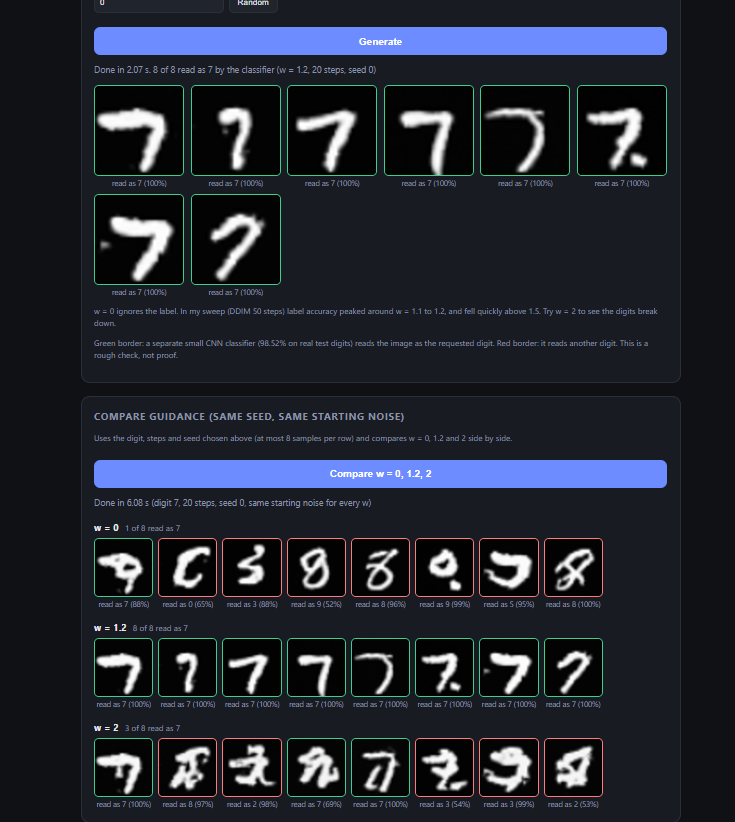 0 Random
Generate
Done in 2.07 s. 8 of 8 read as 7 by the classifier (w = 1.2, 20 steps, seed 0)
read as 7 (100%) read as 7 (100%) read as 7 (100%) read as 7 (100%) read as 7 (100%) read as 7 (100%)
read as 7 (100%) read as 7 (100%)
w = 0 ignores the label. In my sweep (DDIM 50 steps) label accuracy peaked around w = 1.1 to 1.2, and fell quickly above 1.5. Try w = 2 to see the digits break
down.
Green border: a separate small CNN classifier (98.52% on real test digits) reads the image as the requested digit. Red border: it reads another digit. This is a
rough check, not proof.
COMPARE GUIDANCE (SAME SEED, SAME STARTING NOISE)
Uses the digit, steps and seed chosen above (at most 8 samples per row) and compares w = 0, 1.2 and 2 side by side.
Compare w = 0, 1.2, 2
Done in 6.08 s (digit 7, 20 steps, seed 0, same starting noise for every w)
w = 0 1 of 8 read as 7
read as 7 (88%) read as 0 (65%) read as 3 (88%) read as 9 (52%) read as 8 (96%) read as 9 (99%) read as 5 (95%) read as 8 (100%)
w = 1.2 8 of 8 read as 7
read as 7 (100%) read as 7 (100%) read as 7 (100%) read as 7 (100%) read as 7 (100%) read as 7 (100%) read as 7 (100%) read as 7 (100%)
w = 2 3 of 8 read as 7
read as 7 (100%) read as 8 (97%) read as 2 (98%) read as 7 (69%) read as 7 (100%) read as 3 (54%) read as 3 (99%) read as 2 (53%)